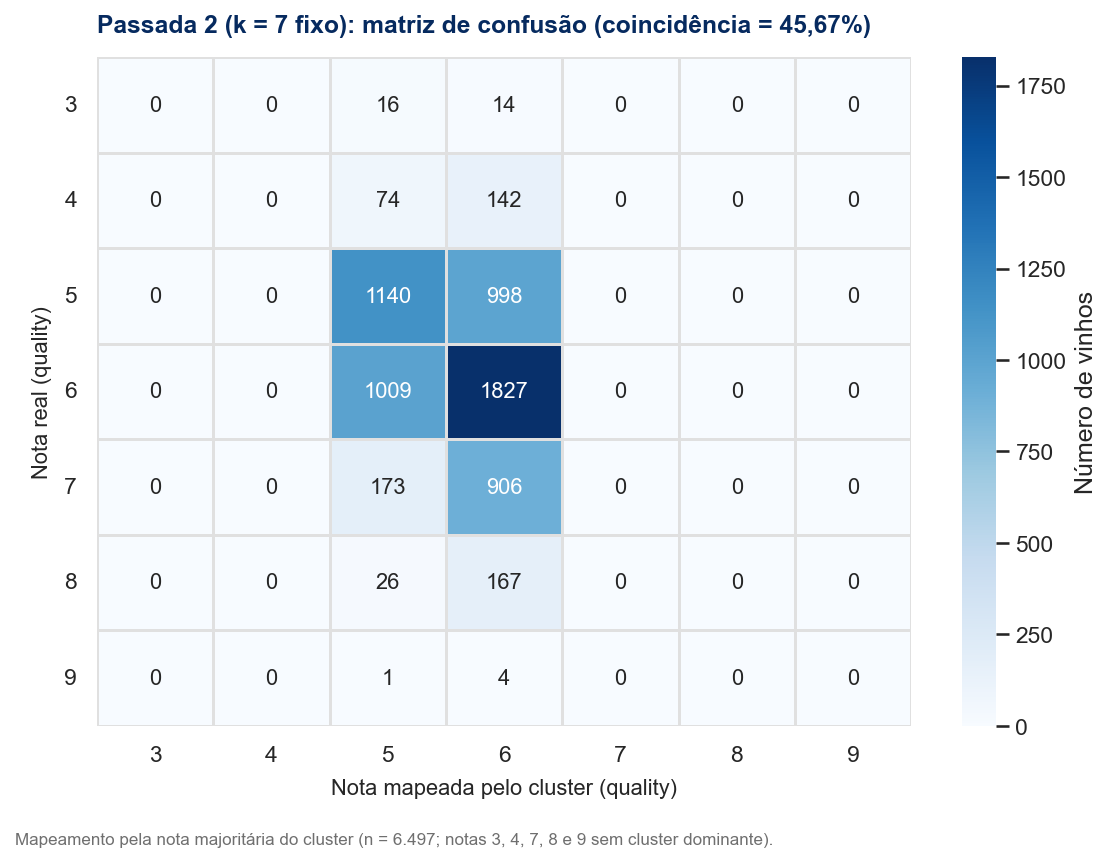 Passada 2 (k = 7 fixo): matriz de confusão (coincidência = 45,67%)
3 0 0 16 14 0 0 0
4 0 0 74 142 0 0 0
5 0 0 1140 998 0 0 0
6 0 0 1009 1827 0 0 0
7 0 0 173 906 0 0 0
8 0 0 26 167 0 0 0
9 0 0 1 4 0 0 0
3 4 5 6 7 8 9
Nota mapeada pelo cluster (quality)
Nota real (quality)
1750
1500
1250
1000
750
500
250
0
Número de vinhos
Mapeamento pela nota majoritária do cluster (n = 6.497; notas 3, 4, 7, 8 e 9 sem cluster dominante).